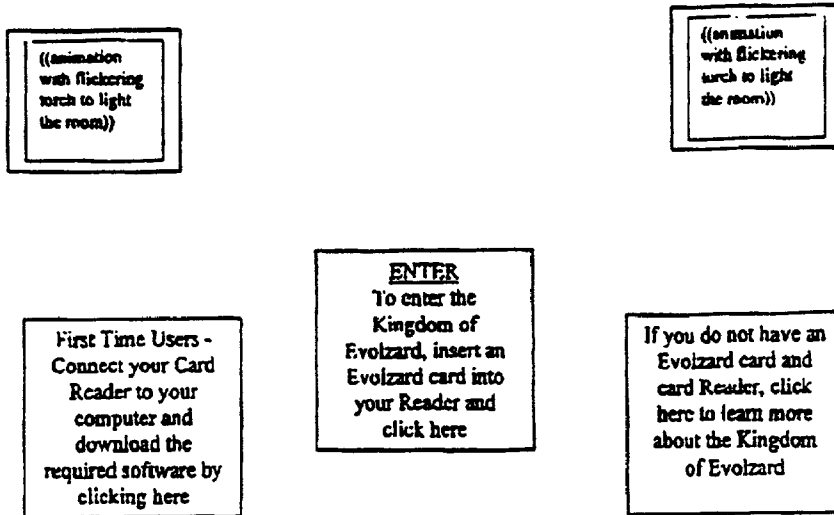 ((animation
with flickering
torch to light
the room))
((animation
with flickering
torch to light
the room))
First Time Users -
Connect your Card
Reader to your
computer and
download the
required software by
clicking here
ENTER
To enter the
Kingdom of
Evolzard, insert an
Evolzard card into
your Reader and
click here
If you do not have an
Evolzard card and
card Reader, click
here to learn more
about the Kingdom
of Evolzard